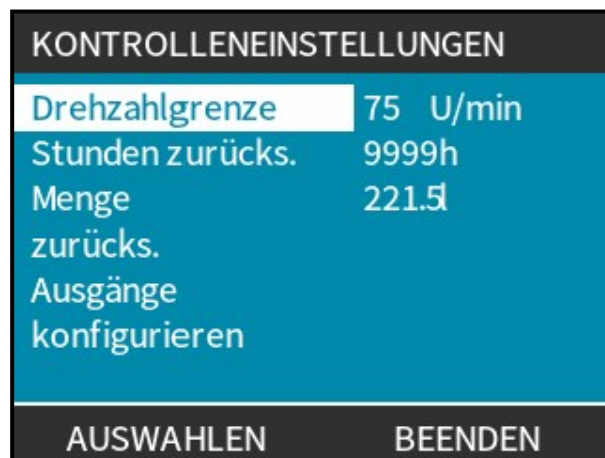 KONTROLLENEINSTELLUNGEN
Drehzahlgrenze 75 U/min
Stunden zurücks. 9999h
Menge 221.5l
zurücks.
Ausgänge
konfigurieren
AUSWAHLEN BEENDEN